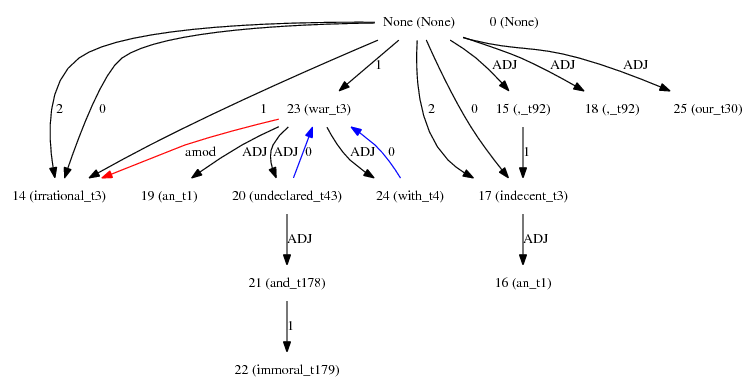 None (None) 0 (None)
1 ADJ ADJ ADJ
2 0 1 23 (war_t3) 2 0 15 (,_t92) 18 (,_t92) 25 (our_t30)
amod ADJ ADJ 0 ADJ 0 1
14 (irrational_t3) 19 (an_t1) 20 (undeclared_t43) 24 (with_t4) 17 (indecent_t3)
ADJ ADJ
21 (and_t178) 16 (an_t1)
1
22 (immoral_t179)